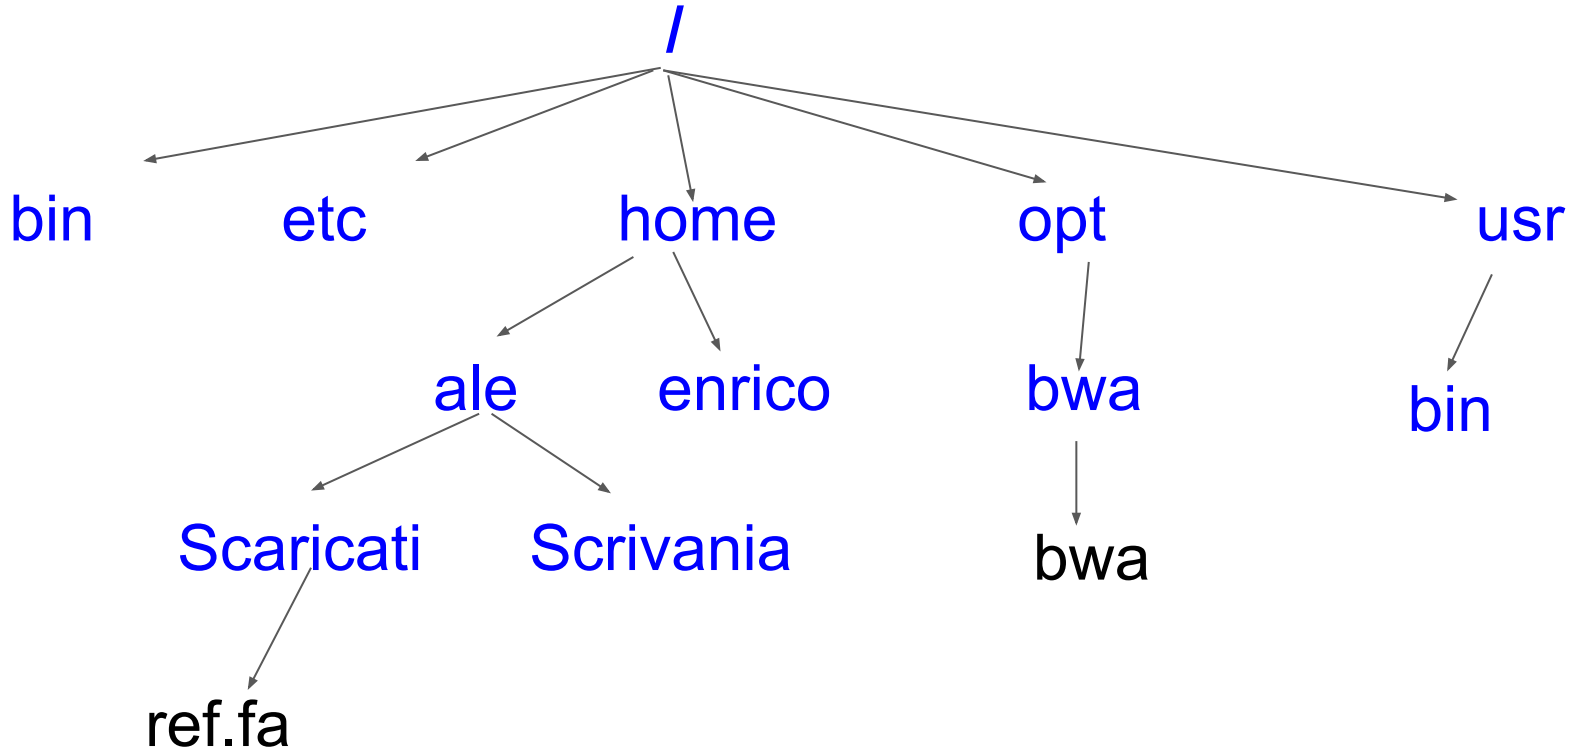 /
bin etc home opt usr
ale enrico bwa bin
Scaricati Scrivania bwa
ref.fa